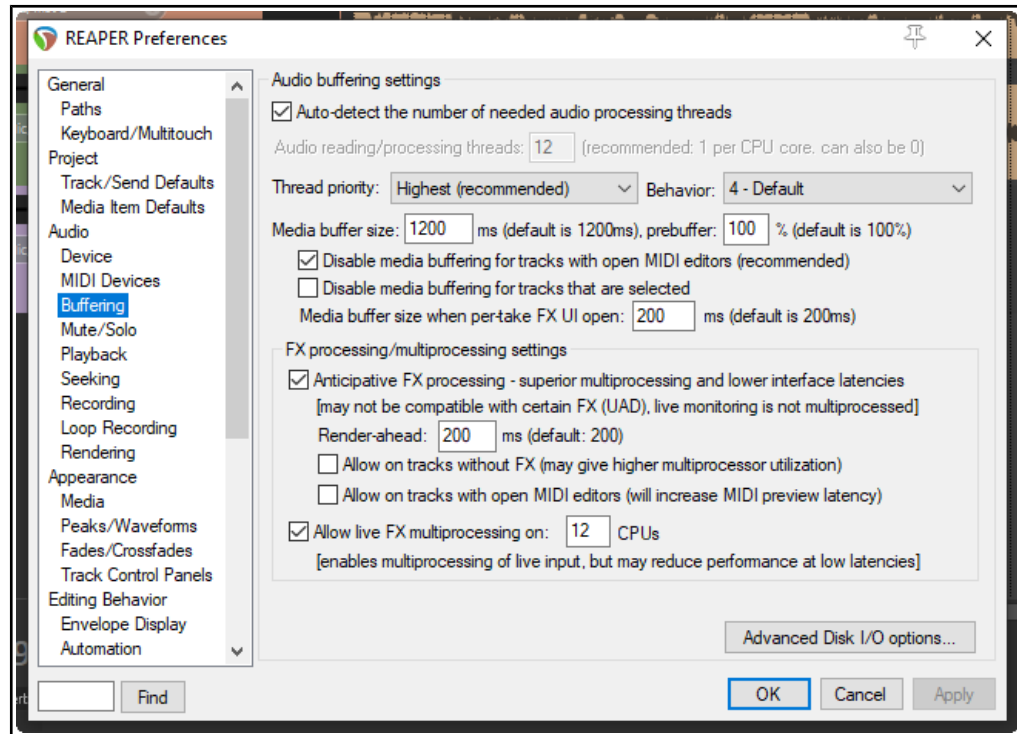 REAPER Preferences
General
Paths
Keyboard/Multitouch
Project
Track/Send Defaults
Media Item Defaults
Audio
Device
MIDI Devices
Buffering
Mute/Solo
Playback
Seeking
Recording
Loop Recording
Rendering
Appearance
Media
Peaks/Waveforms
Fades/Crossfades
Track Control Panels
Editing Behavior
Envelope Display
Automation
Find
Audio buffering settings
Auto-detect the number of needed audio processing threads
Audio reading/processing threads: 12 (recommended: 1 per CPU core, can also be 0)
Thread priority: Highest (recommended) Behavior: 4 - Default
Media buffer size: 1200 ms (default is 1200ms), prebuffer: 100 % (default is 100%)
Disable media buffering for tracks with open MIDI editors (recommended)
Disable media buffering for tracks that are selected
Media buffer size when per-take FX UI open: 200 ms (default is 200ms)
FX processing/multiprocessing settings
Anticipative FX processing - superior multiprocessing and lower interface latencies
[may not be compatible with certain FX (UAD), live monitoring is not multiprocessed]
Render-ahead: 200 ms (default: 200)
Allow on tracks without FX (may give higher multiprocessor utilization)
Allow on tracks with open MIDI editors (will increase MIDI preview latency)
Allow live FX multiprocessing on: 12 CPUs
[enables multiprocessing of live input, but may reduce performance at low latencies]
Advanced Disk I/O options...
OK Cancel Apply